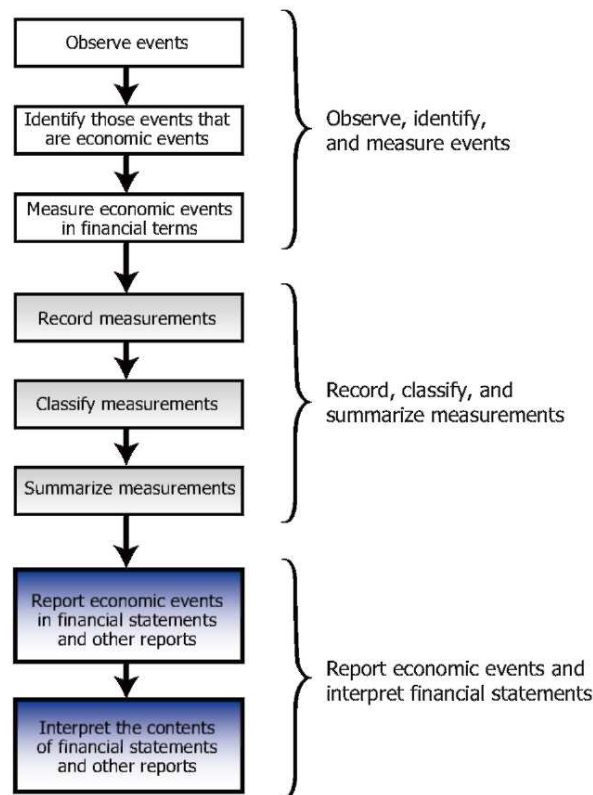 Observe events
Identify those events that
are economic events
Measure economic events
in financial terms
Observe, identify,
and measure events
Record measurements
Classify measurements
Summarize measurements
Record, classify, and
summarize measurements
Report economic events
in financial statements
and other reports
Interpret the contents
of financial statements
and other reports
Report economic events and
interpret financial statements